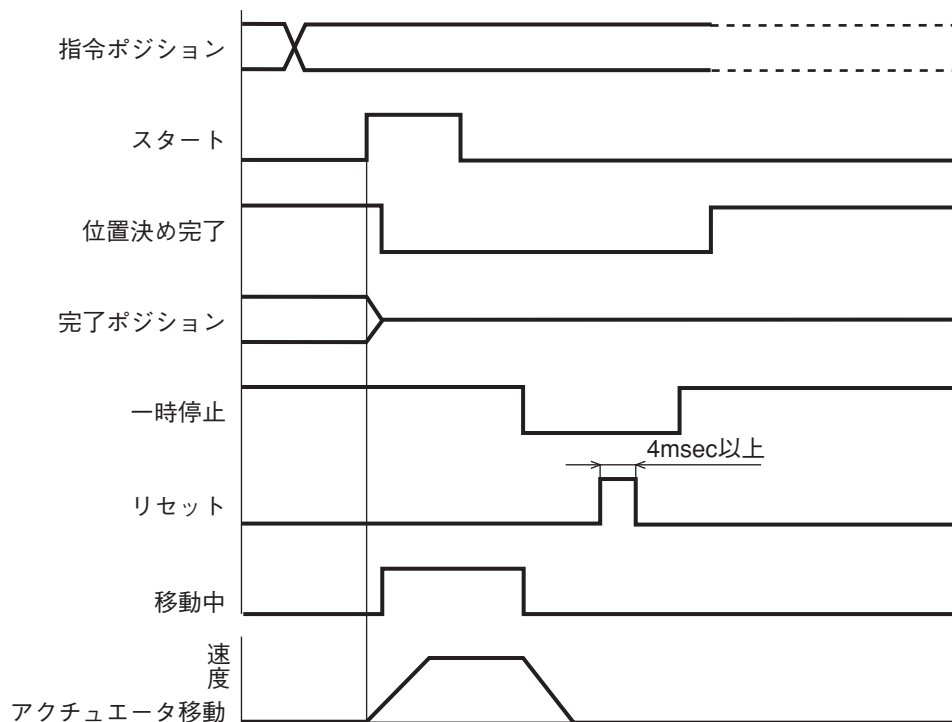 指令ポジション
スタート
位置決め完了
完了ポジション
一時停止
4msec以上
リセット
移動中
速度
アクチュエータ移動